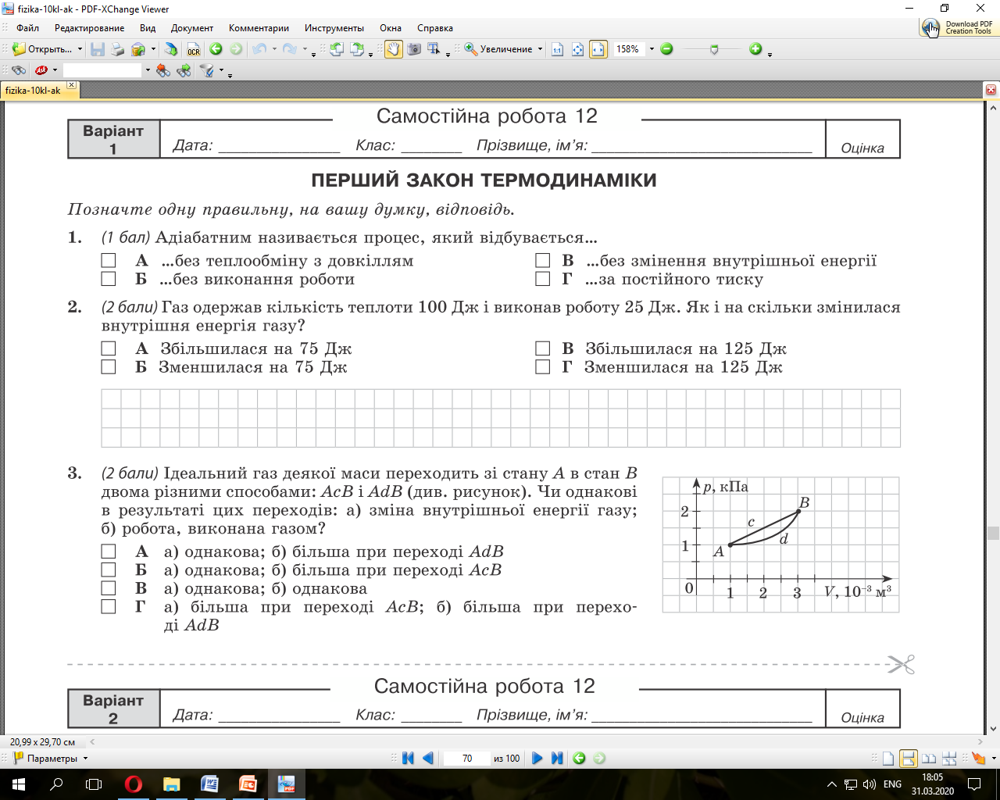 fizika-10kl-ak - PDF-XChange Viewer
Файл Редактирование Вид Документ Комментарии Инструменты Окна Справка
Download PDF
Creation Tools
Открыть... OCR Увеличение 158%
fizika-10kl-ak
Самостійна робота 12
Варіант
1
Дата: Клас: Прізвище, ім’я: Оцінка
ПЕРШИЙ ЗАКОН ТЕРМОДИНАМІКИ
Позначте одну правильну, на вашу думку, відповідь.
1. (1 бал) Адіабатним називається процес, який відбувається...
А ...без теплообміну з довкіллям
Б ...без виконання роботи
В ...без змінення внутрішньої енергії
Г ...за постійного тиску
2. (2 бали) Газ одержав кількість теплоти 100 Дж і виконав роботу 25 Дж. Як і на скільки змінилася
внутрішня енергія газу?
А Збільшилася на 75 Дж
Б Зменшилася на 75 Дж
В Збільшилася на 125 Дж
Г Зменшилася на 125 Дж
3. (2 бали) Ідеальний газ деякої маси переходить зі стану A в стан B
двома різними способами: AcB і AdB (див. рисунок). Чи однакові
в результаті цих переходів: а) зміна внутрішньої енергії газу;
б) робота, виконана газом?
А а) однакова; б) більша при переході AdB
Б а) однакова; б) більша при переході AcB
В а) однакова; б) однакова
Г а) більша при переході AcB; б) більша при перехо-
ді AdB
p, кПа
B
2
c
d
1
A
0 1 2 3 V, 10⁻³ м³
Самостійна робота 12
Варіант
2
Дата: Клас: Прізвище, ім’я: Оцінка
20,99 x 29,70 см
Параметры 70 из 100
ENG
18:05
31.03.2020